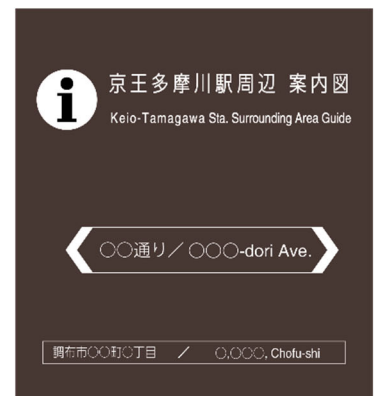 i
京王多摩川駅周辺 案内図
Keio-Tamagawa Sta. Surrounding Area Guide
○○通り／○○○-dori Ave.
調布市○○町○丁目 ／ ○,○○○, Chofu-shi